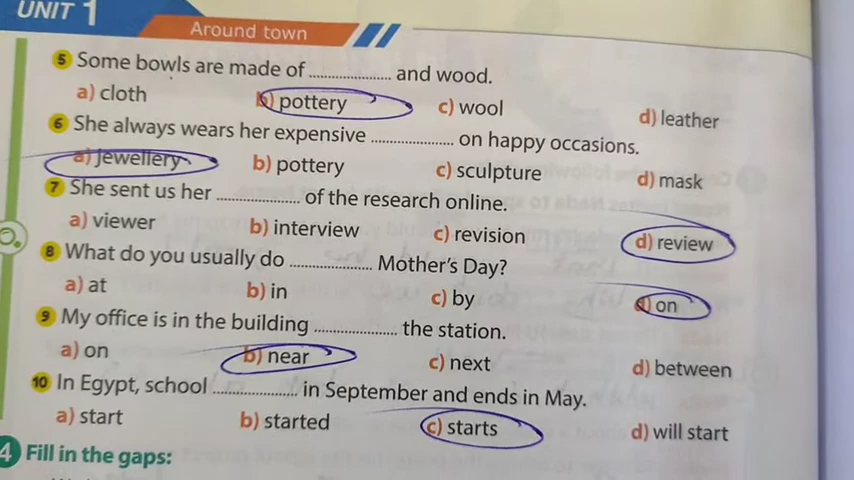 UNIT 1
Around town
5 Some bowls are made of .................... and wood.
a) cloth b) pottery c) wool d) leather
6 She always wears her expensive .................... on happy occasions.
a) jewellery b) pottery c) sculpture d) mask
7 She sent us her .................... of the research online.
a) viewer b) interview c) revision d) review
8 What do you usually do .................... Mother's Day?
a) at b) in c) by d) on
9 My office is in the building .................... the station.
a) on b) near c) next d) between
10 In Egypt, school .................... in September and ends in May.
a) start b) started c) starts d) will start
4 Fill in the gaps: